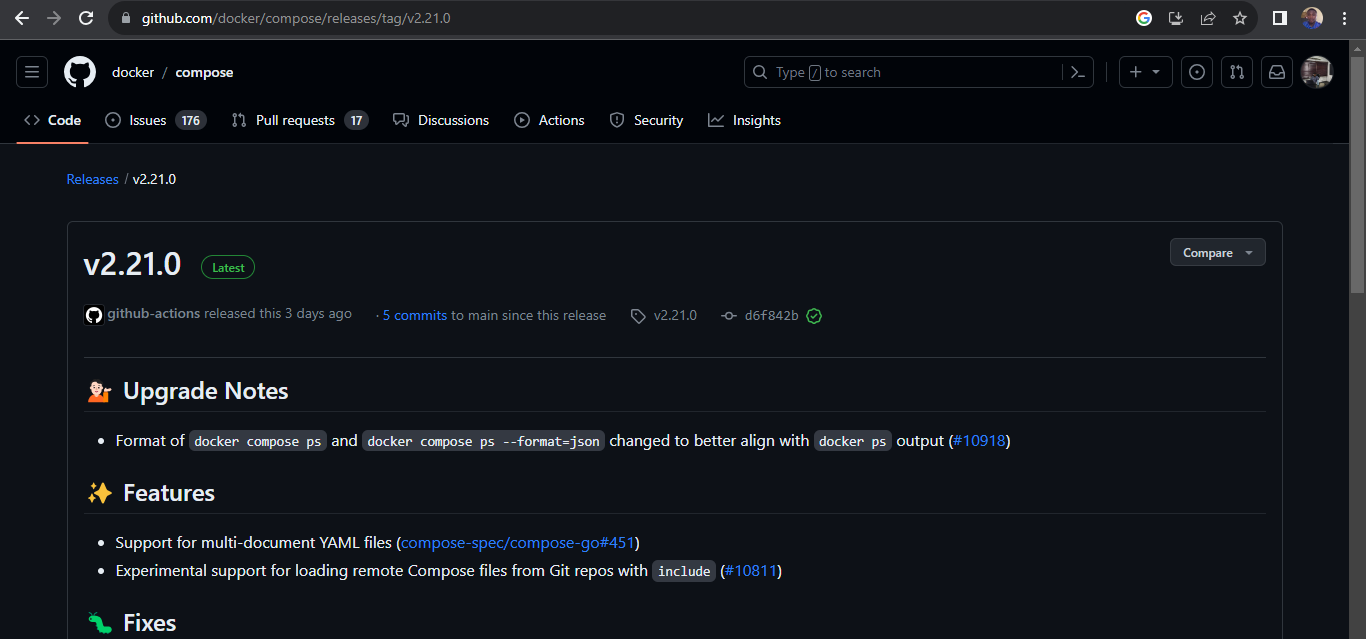 github.com/docker/compose/releases/tag/v2.21.0
docker / compose
Type / to search
Code Issues 176 Pull requests 17 Discussions Actions Security Insights
Releases / v2.21.0
v2.21.0 Latest
Compare
github-actions released this 3 days ago · 5 commits to main since this release v2.21.0 d6f842b
Upgrade Notes
Format of docker compose ps and docker compose ps --format=json changed to better align with docker ps output (#10918)
Features
Support for multi-document YAML files (compose-spec/compose-go#451)
Experimental support for loading remote Compose files from Git repos with include (#10811)
Fixes